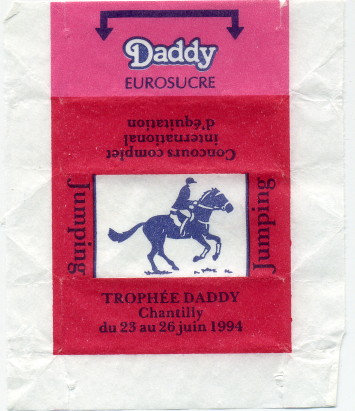 Daddy
EUROSUCRE
Concours complet
international
d'équitation
Jumping
Jumping
TROPHÉE DADDY
Chantilly
du 23 au 26 juin 1994